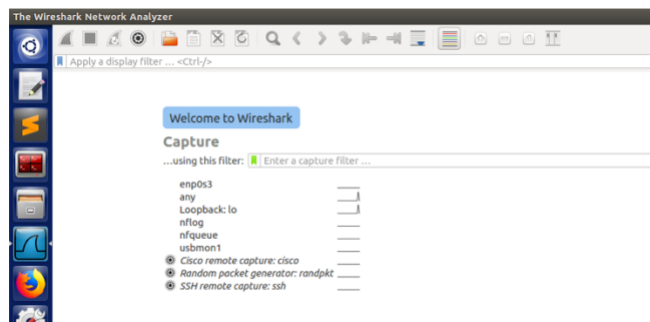 The Wireshark Network Analyzer
Apply a display filter ... <Ctrl-/>
Welcome to Wireshark
Capture
...using this filter: Enter a capture filter ...
enp0s3
any
Loopback: lo
nflog
nfqueue
usbmon1
Cisco remote capture: cisco
Random packet generator: randpkt
SSH remote capture: ssh